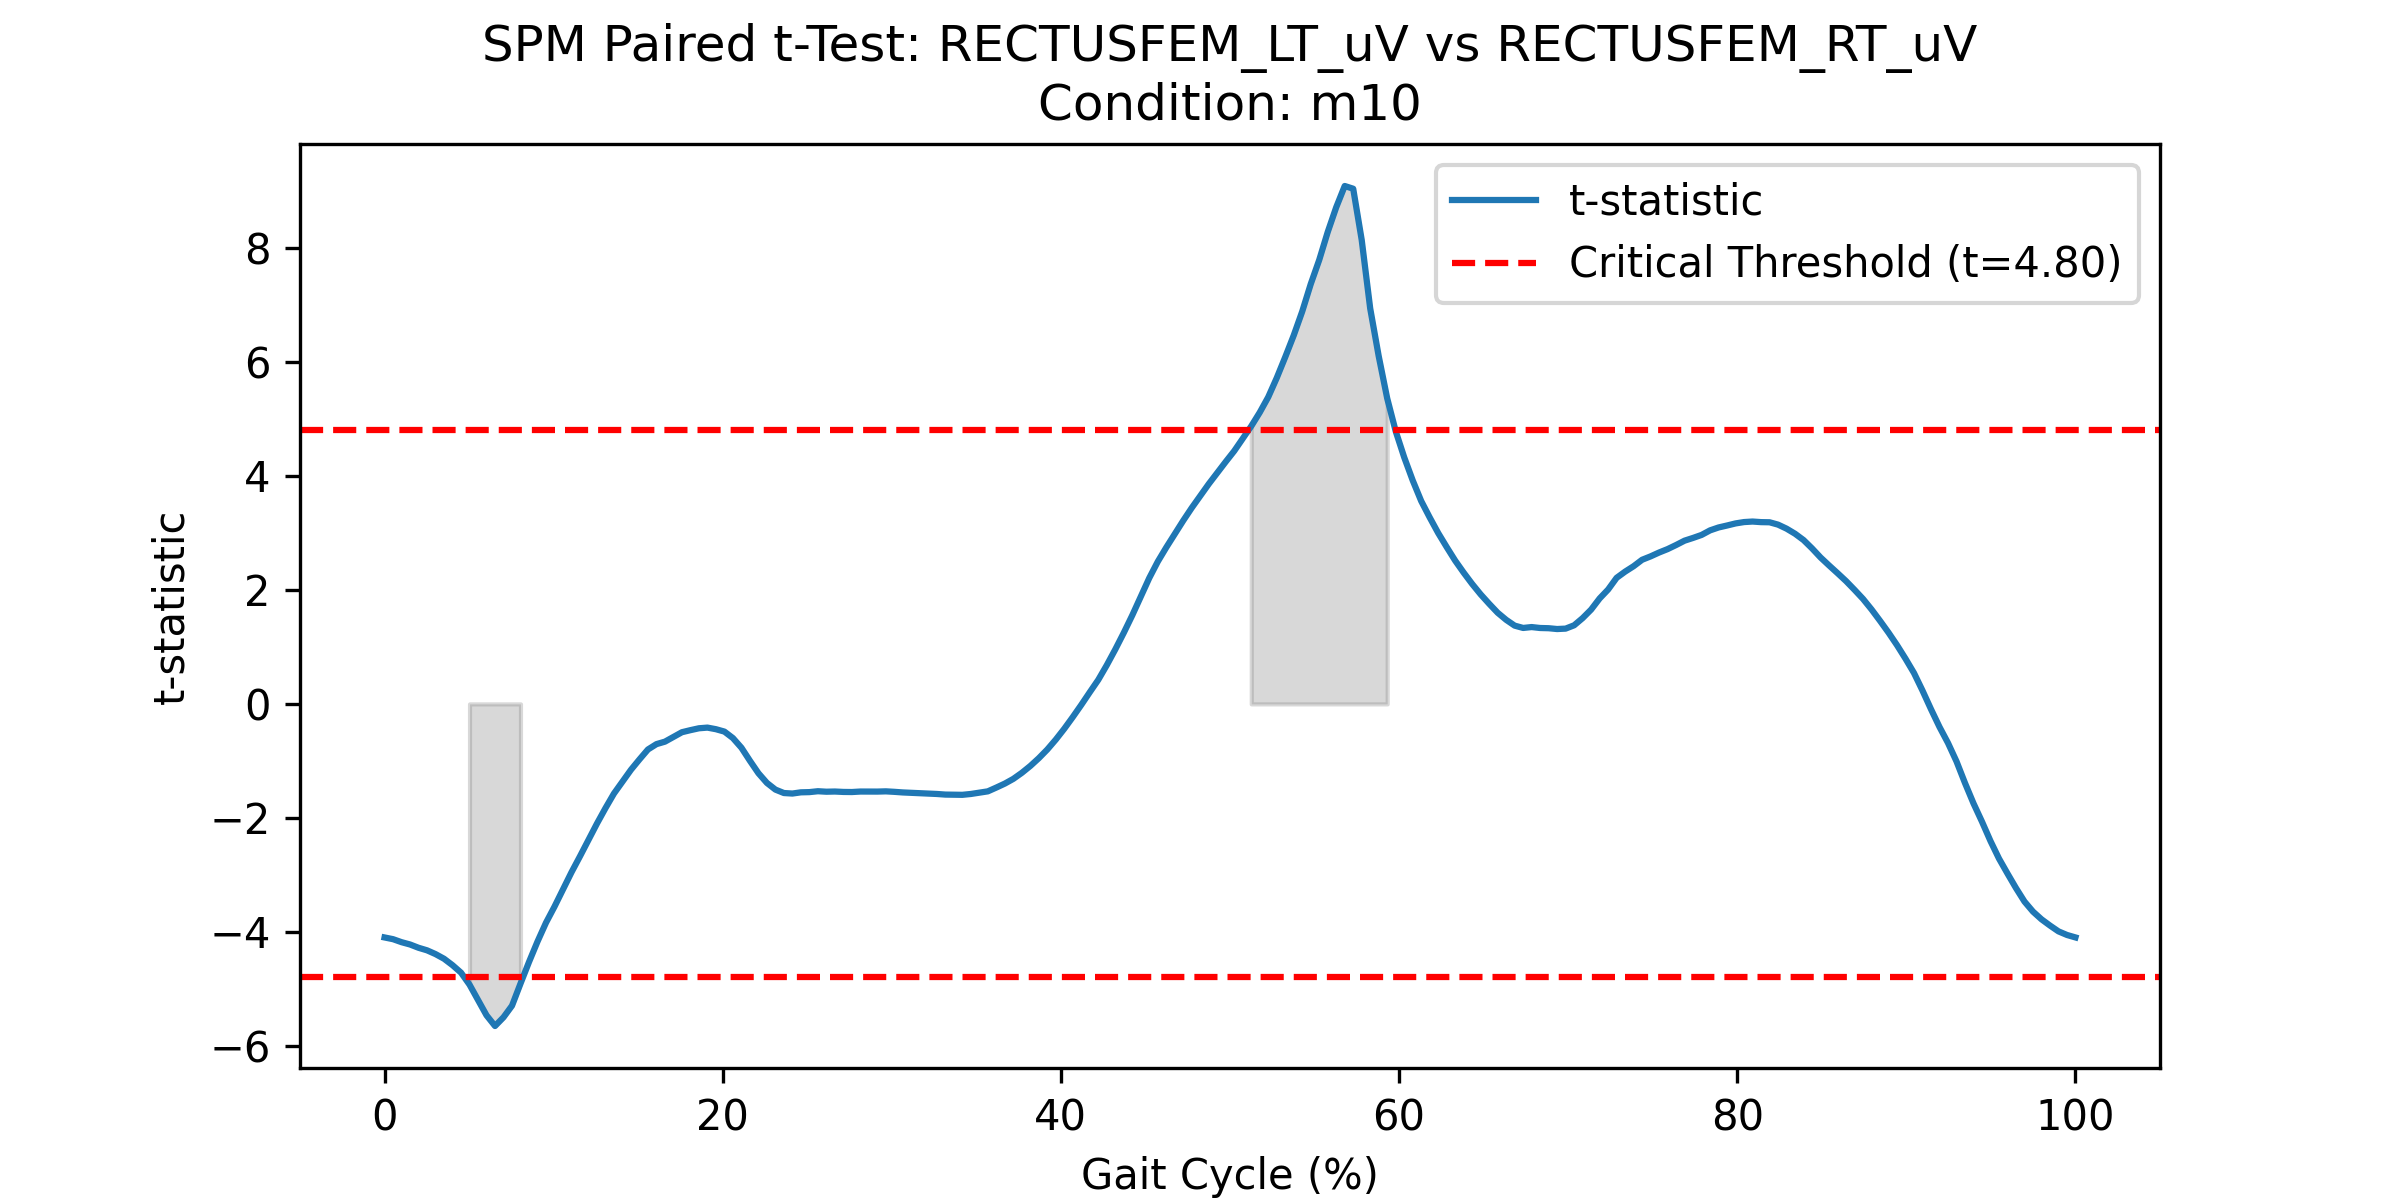 SPM Paired t-Test: RECTUSFEM_LT_uV vs RECTUSFEM_RT_uV
Condition: m10
t-statistic
Critical Threshold (t=4.80)
8
6
4
2
0
−2
−4
−6
t-statistic
0 20 40 60 80 100
Gait Cycle (%)